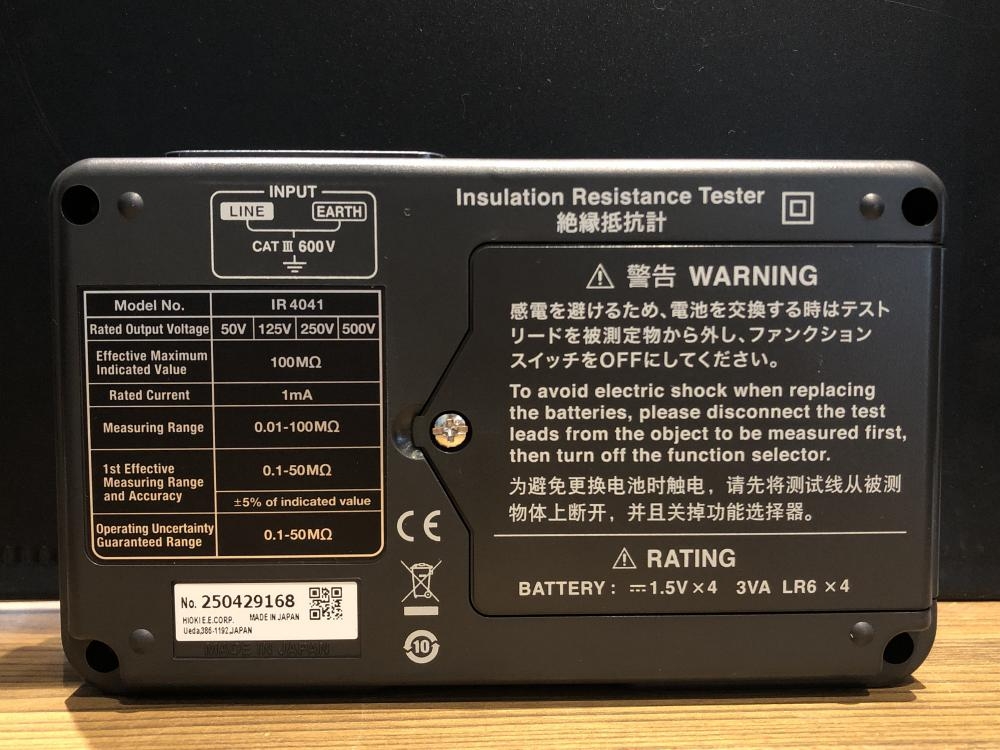 INPUT
LINE EARTH
CAT III 600V
Insulation Resistance Tester
絶縁抵抗計
Model No. IR 4041
Rated Output Voltage 50V 125V 250V 500V
Effective Maximum
Indicated Value 100MΩ
Rated Current 1mA
Measuring Range 0.01-100MΩ
1st Effective
Measuring Range
and Accuracy
0.1-50MΩ
±5% of indicated value
Operating Uncertainty
Guaranteed Range 0.1-50MΩ
⚠ 警告 WARNING
感電を避けるため、電池を交換する時はテスト
リードを被測定物から外し、ファンクション
スイッチをOFFにしてください。
To avoid electric shock when replacing
the batteries, please disconnect the test
leads from the object to be measured first,
then turn off the function selector.
为避免更换电池时触电，请先将测试线从被测
物体上断开，并且关掉功能选择器。
⚠ RATING
BATTERY : ⎓1.5V×4 3VA LR6 ×4
CE
10
No. 250429168
HIOKI E.E.CORP. MADE IN JAPAN
Ueda,386-1192,JAPAN
MADE IN JAPAN